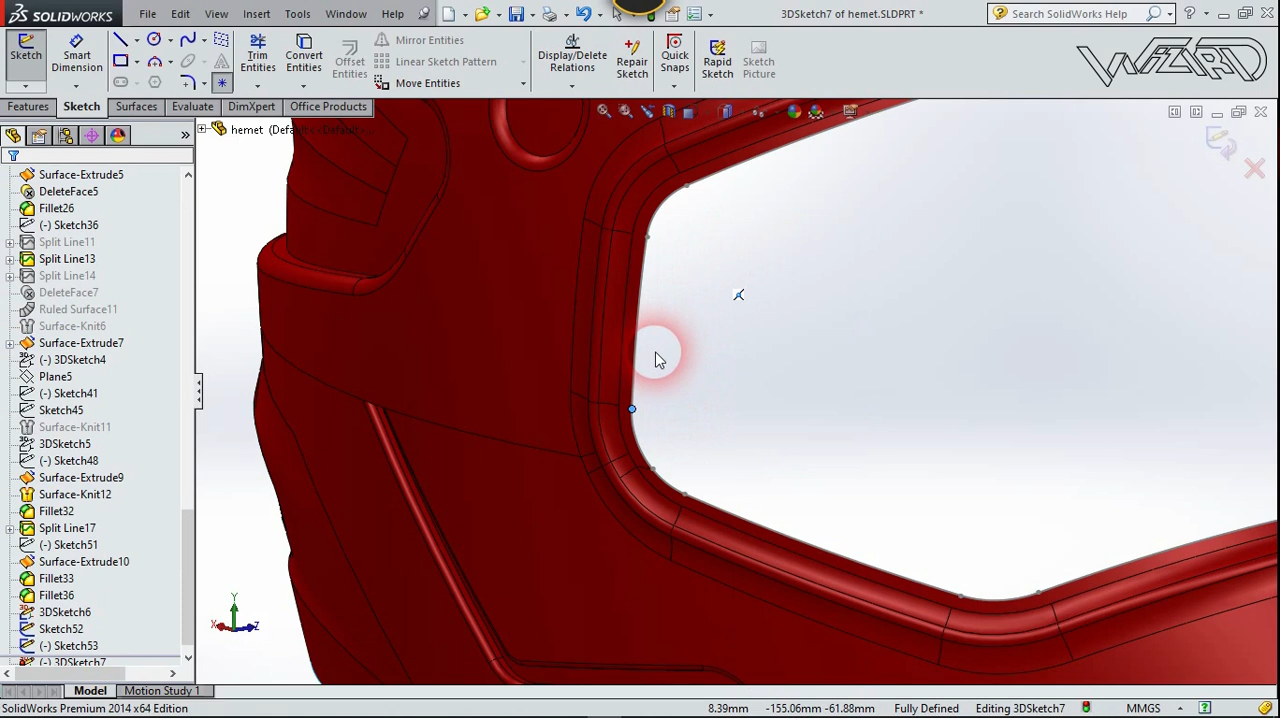 SOLIDWORKS File Edit View Insert Tools Window Help 3DSketch7 of hemet.SLDPRT * Search SolidWorks Help
Sketch Smart Dimension Trim Entities Convert Entities Offset Entities Mirror Entities Linear Sketch Pattern Move Entities Display/Delete Relations Repair Sketch Quick Snaps Rapid Sketch Sketch Picture WIZARD
Features Sketch Surfaces Evaluate DimXpert Office Products
hemet (Default<<Default>...
Surface-Extrude5
DeleteFace5
Fillet26
(-) Sketch36
Split Line11
Split Line13
Split Line14
DeleteFace7
Ruled Surface11
Surface-Knit6
Surface-Extrude7
(-) 3DSketch4
Plane5
(-) Sketch41
Sketch45
(-) Sketch11
3DSketch5
(-) Sketch48
Surface-Extrude9
Surface-Knit12
Fillet32
Split Line17
(-) Sketch51
Surface-Extrude10
Fillet33
Fillet36
3DSketch6
Sketch52
(-) Sketch53
(-) 3DSketch7
Y
X Z
Model Motion Study 1
SolidWorks Premium 2014 x64 Edition 8.39mm -155.06mm -61.88mm Fully Defined Editing 3DSketch7 MMGS